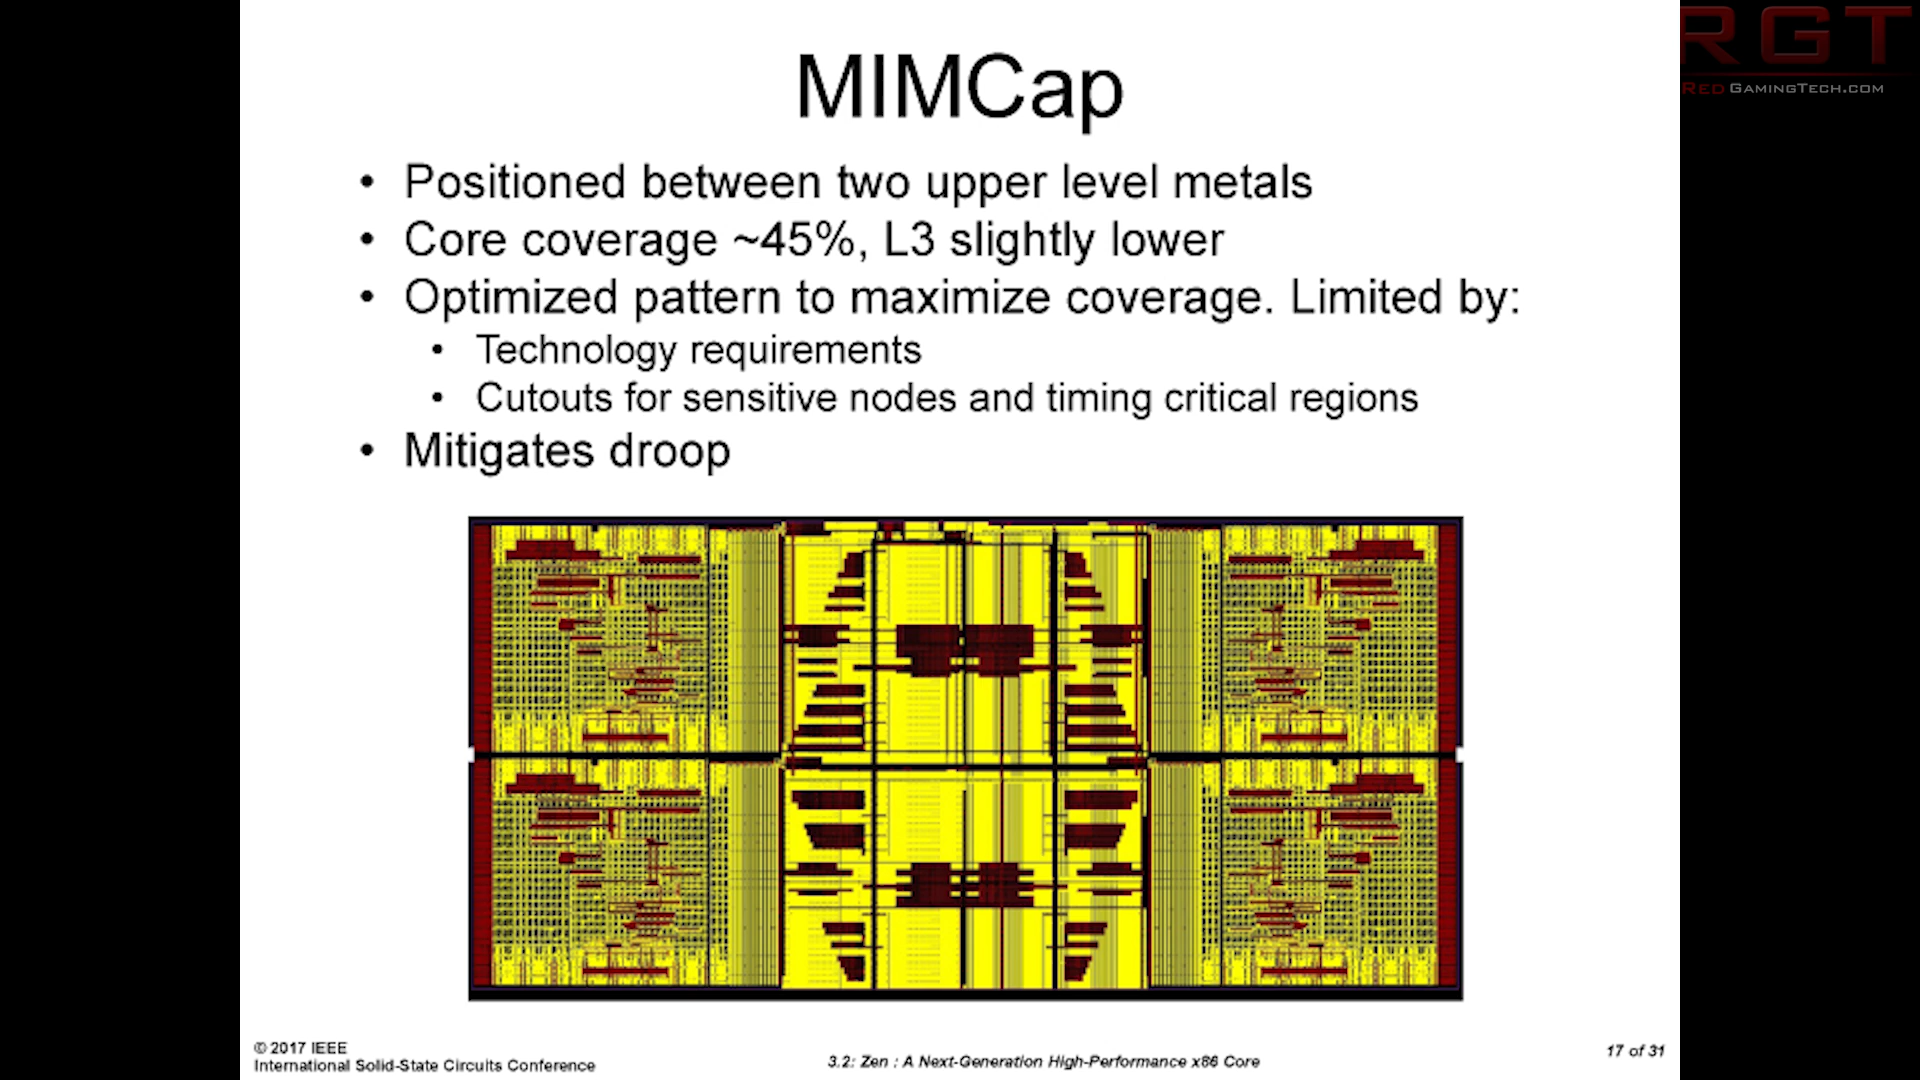 RGT
RED GAMINGTECH.COM
MIMCap
• Positioned between two upper level metals
• Core coverage ~45%, L3 slightly lower
• Optimized pattern to maximize coverage. Limited by:
• Technology requirements
• Cutouts for sensitive nodes and timing critical regions
• Mitigates droop
© 2017 IEEE
International Solid-State Circuits Conference
3.2: Zen : A Next-Generation High-Performance x86 Core
17 of 31